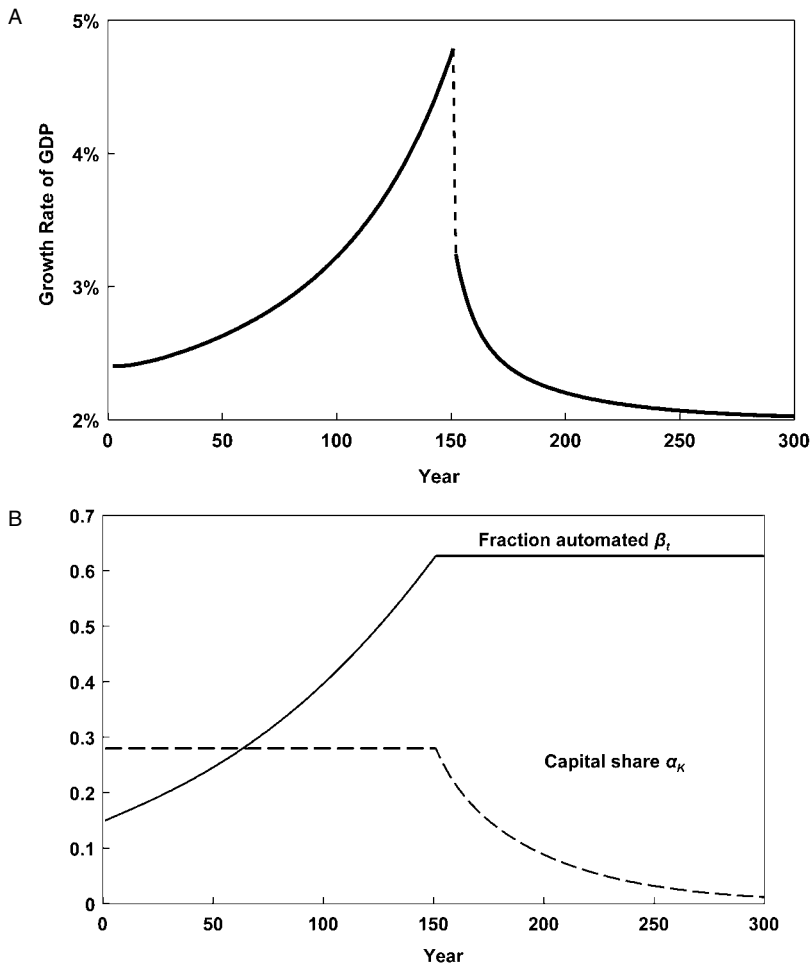 A
5%
4%
3%
2%
Growth Rate of GDP
0 50 100 150 200 250 300
Year
B
0.7
0.6
0.5
0.4
0.3
0.2
0.1
0
Fraction automated βt
Capital share αK
0 50 100 150 200 250 300
Year